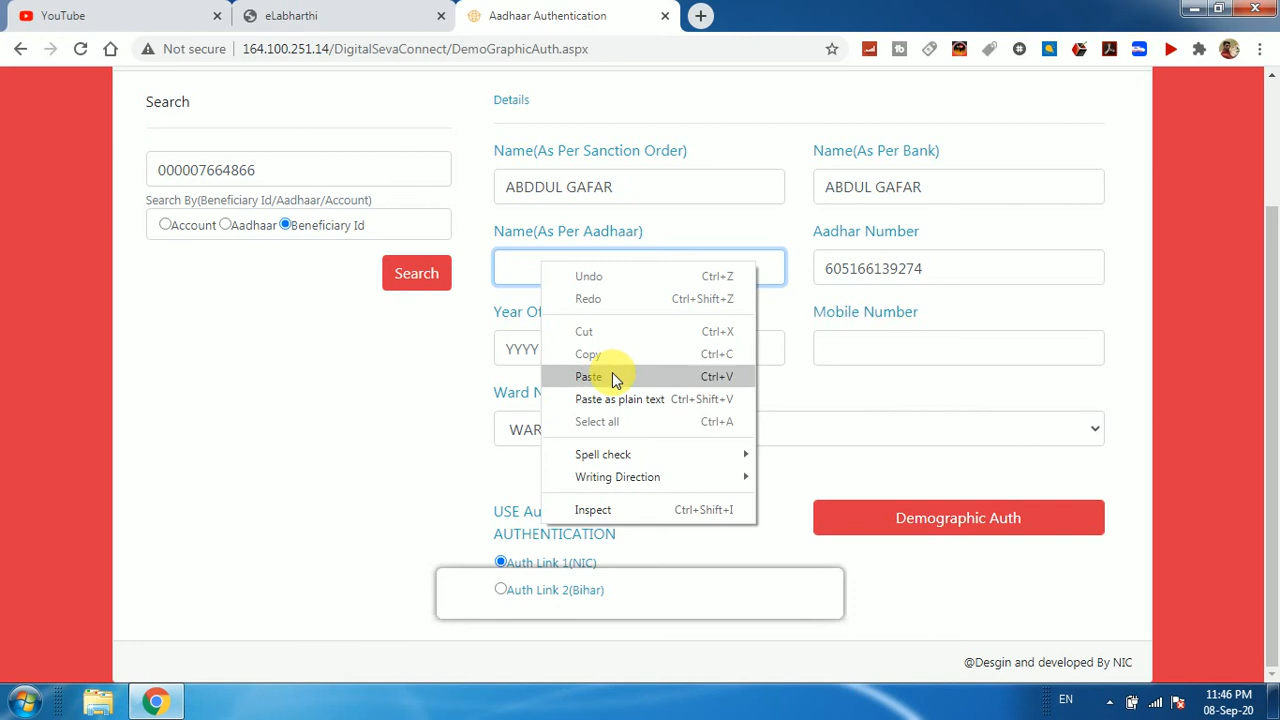 YouTube
eLabharthi
Aadhaar Authentication
Not secure
164.100.251.14/DigitalSevaConnect/DemoGraphicAuth.aspx
Search
Details
000007664866
Search By(Beneficiary Id/Aadhaar/Account)
Account Aadhaar Beneficiary Id
Search
Name(As Per Sanction Order)
Name(As Per Bank)
ABDDUL GAFAR
ABDUL GAFAR
Name(As Per Aadhaar)
Aadhar Number
605166139274
Year Of
Mobile Number
YYYY
Ward N
WAR
Undo Ctrl+Z
Redo Ctrl+Shift+Z
Cut Ctrl+X
Copy Ctrl+C
Paste Ctrl+V
Paste as plain text Ctrl+Shift+V
Select all Ctrl+A
Spell check
Writing Direction
Inspect Ctrl+Shift+I
USE Au
AUTHENTICATION
Demographic Auth
Auth Link 1(NIC)
Auth Link 2(Bihar)
@Desgin and developed By NIC
EN
11:46 PM
08-Sep-20